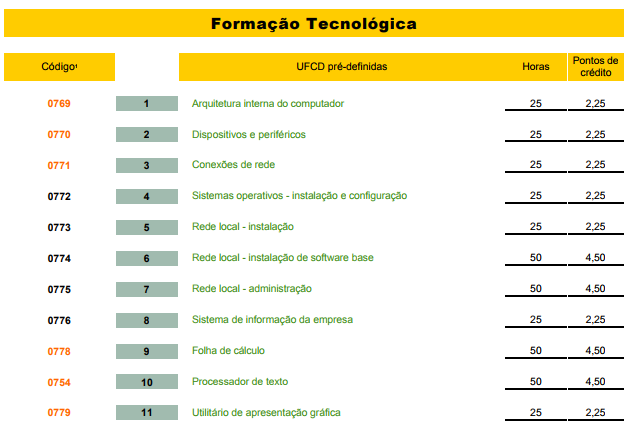 Formação Tecnológica
Código¹ UFCD pré-definidas Horas Pontos de crédito
0769 1 Arquitetura interna do computador 25 2,25
0770 2 Dispositivos e periféricos 25 2,25
0771 3 Conexões de rede 25 2,25
0772 4 Sistemas operativos - instalação e configuração 25 2,25
0773 5 Rede local - instalação 25 2,25
0774 6 Rede local - instalação de software base 50 4,50
0775 7 Rede local - administração 50 4,50
0776 8 Sistema de informação da empresa 25 2,25
0778 9 Folha de cálculo 50 4,50
0754 10 Processador de texto 50 4,50
0779 11 Utilitário de apresentação gráfica 25 2,25